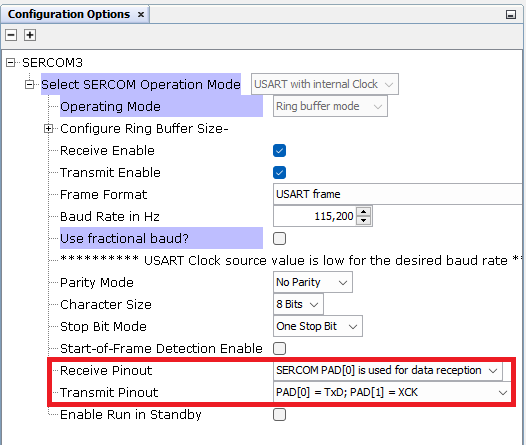 Configuration Options ×
SERCOM3
Select SERCOM Operation Mode USART with internal Clock
Operating Mode Ring buffer mode
Configure Ring Buffer Size-
Receive Enable
Transmit Enable
Frame Format USART frame
Baud Rate in Hz 115,200
Use fractional baud?
********** USART Clock source value is low for the desired baud rate **
Parity Mode No Parity
Character Size 8 Bits
Stop Bit Mode One Stop Bit
Start-of-Frame Detection Enable
Receive Pinout SERCOM PAD[0] is used for data reception
Transmit Pinout PAD[0] = TxD; PAD[1] = XCK
Enable Run in Standby